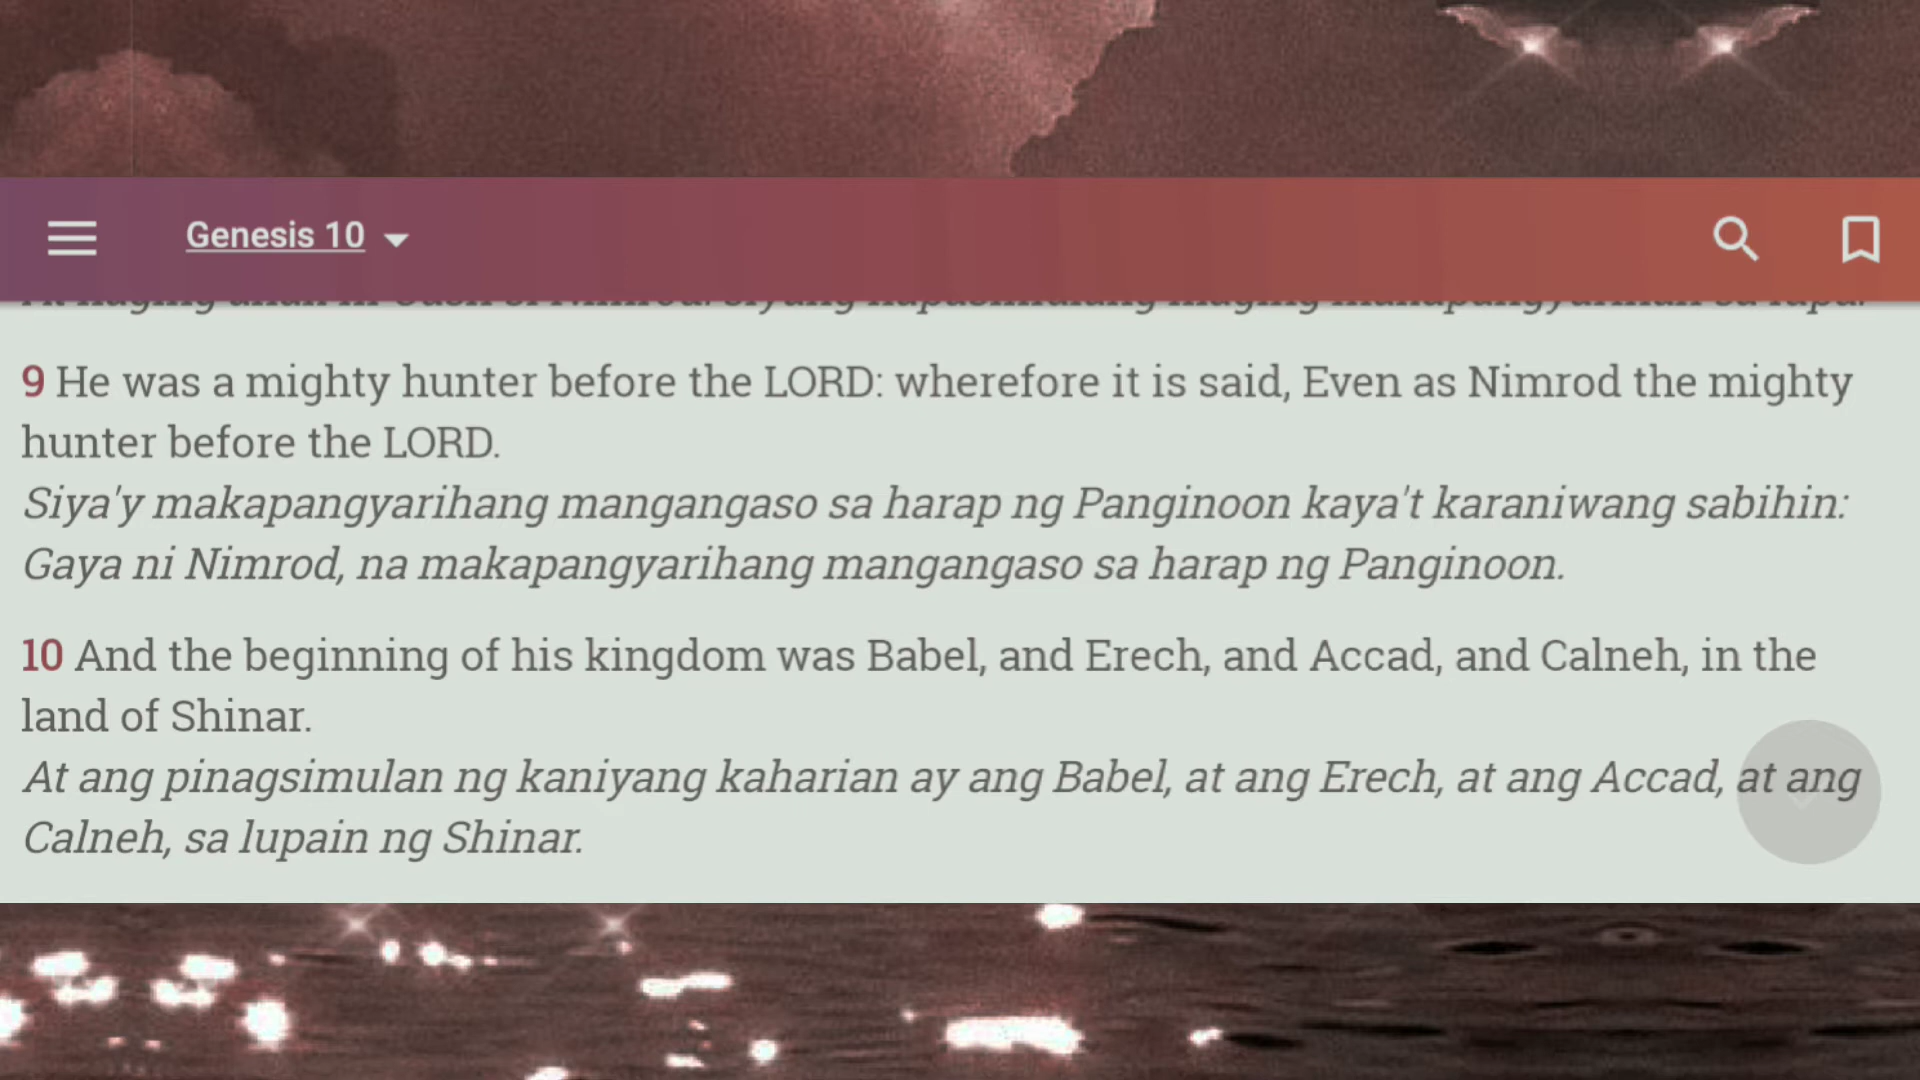 Genesis 10
9 He was a mighty hunter before the LORD: wherefore it is said, Even as Nimrod the mighty
hunter before the LORD.
Siya'y makapangyarihang mangangaso sa harap ng Panginoon kaya't karaniwang sabihin:
Gaya ni Nimrod, na makapangyarihang mangangaso sa harap ng Panginoon.
10 And the beginning of his kingdom was Babel, and Erech, and Accad, and Calneh, in the
land of Shinar.
At ang pinagsimulan ng kaniyang kaharian ay ang Babel, at ang Erech, at ang Accad, at ang
Calneh, sa lupain ng Shinar.